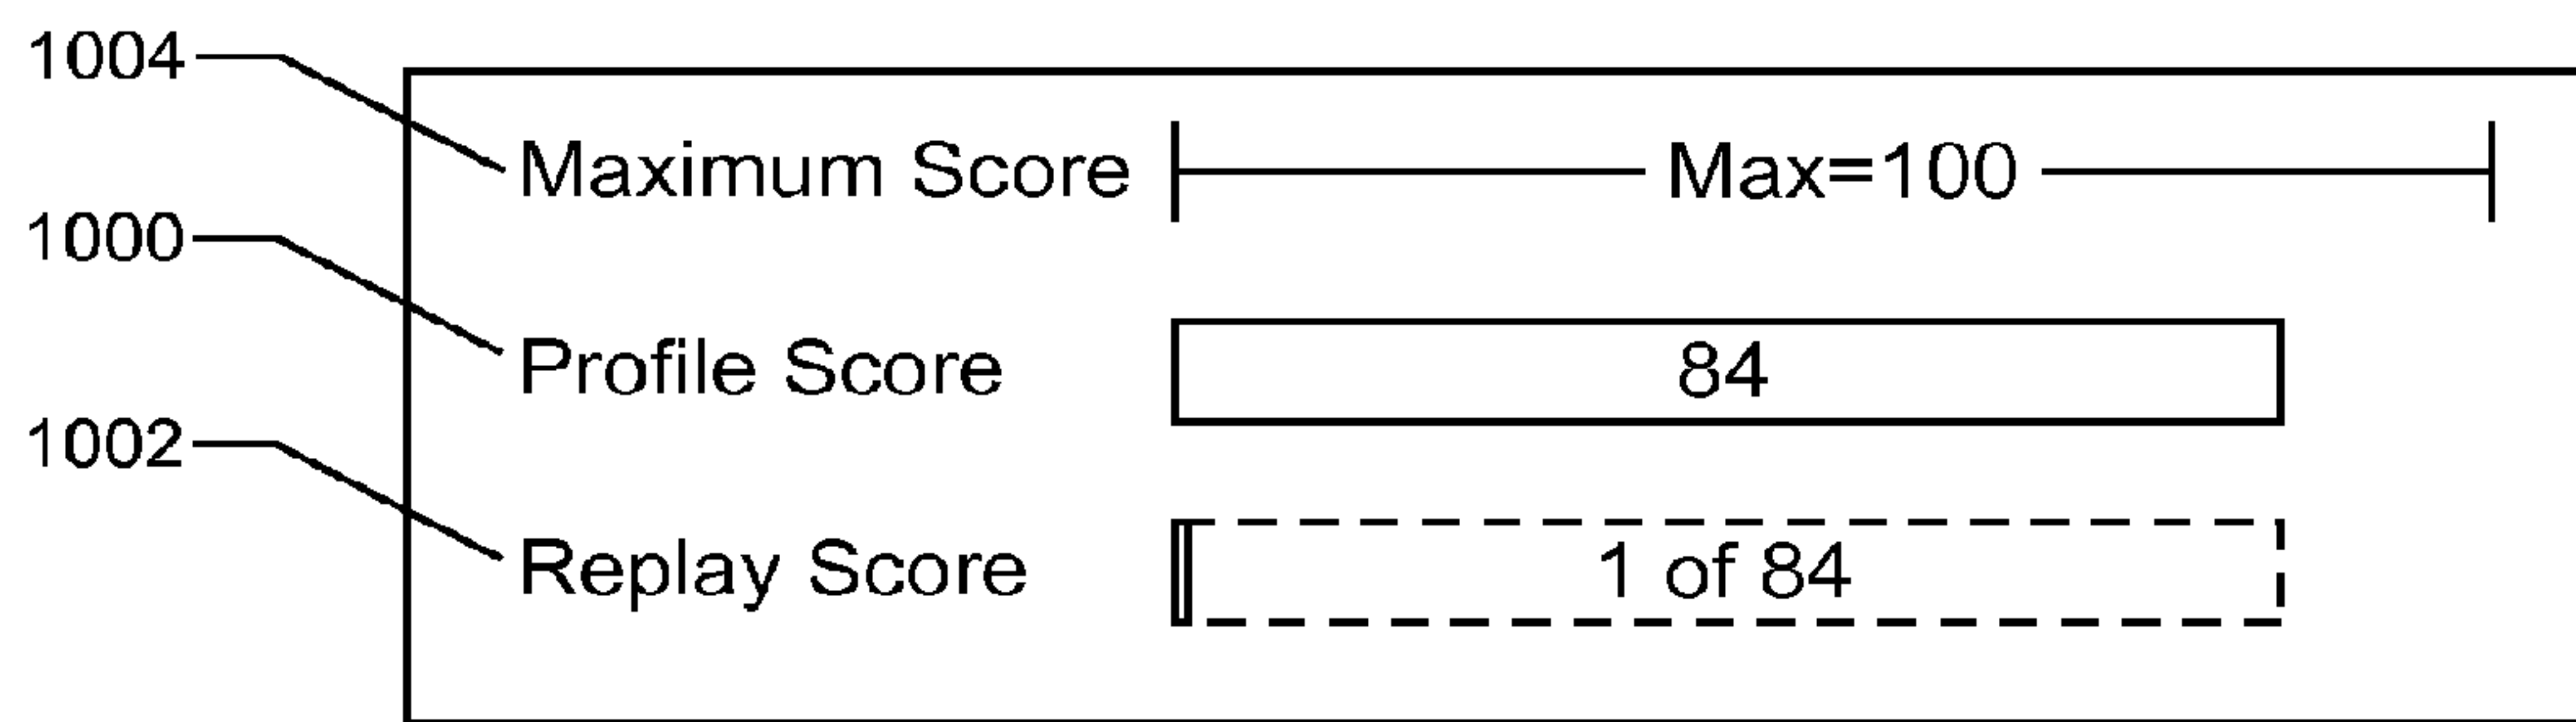 1004
Maximum Score Max=100
1000
Profile Score 84
1002
Replay Score 1 of 84